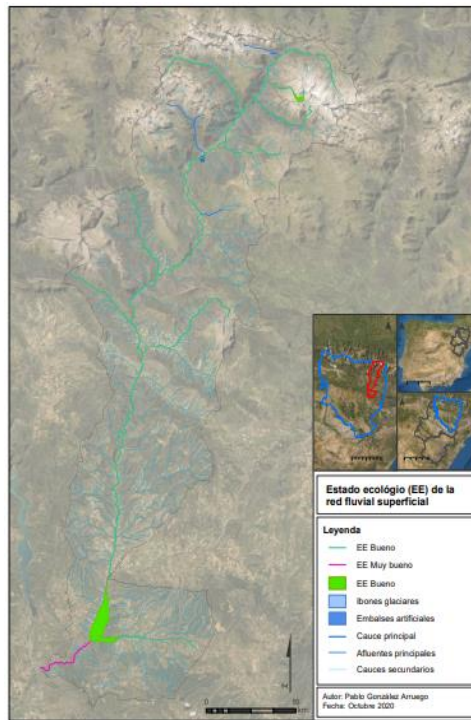 Estado ecológio (EE) de la
red fluvial superficial
Leyenda
EE Bueno
EE Muy bueno
EE Bueno
Ibones glaciares
Embalses artificiales
Cauce principal
Afluentes principales
Cauces secundarios
Autor: Pablo González Arruego
Fecha: Octubre 2020